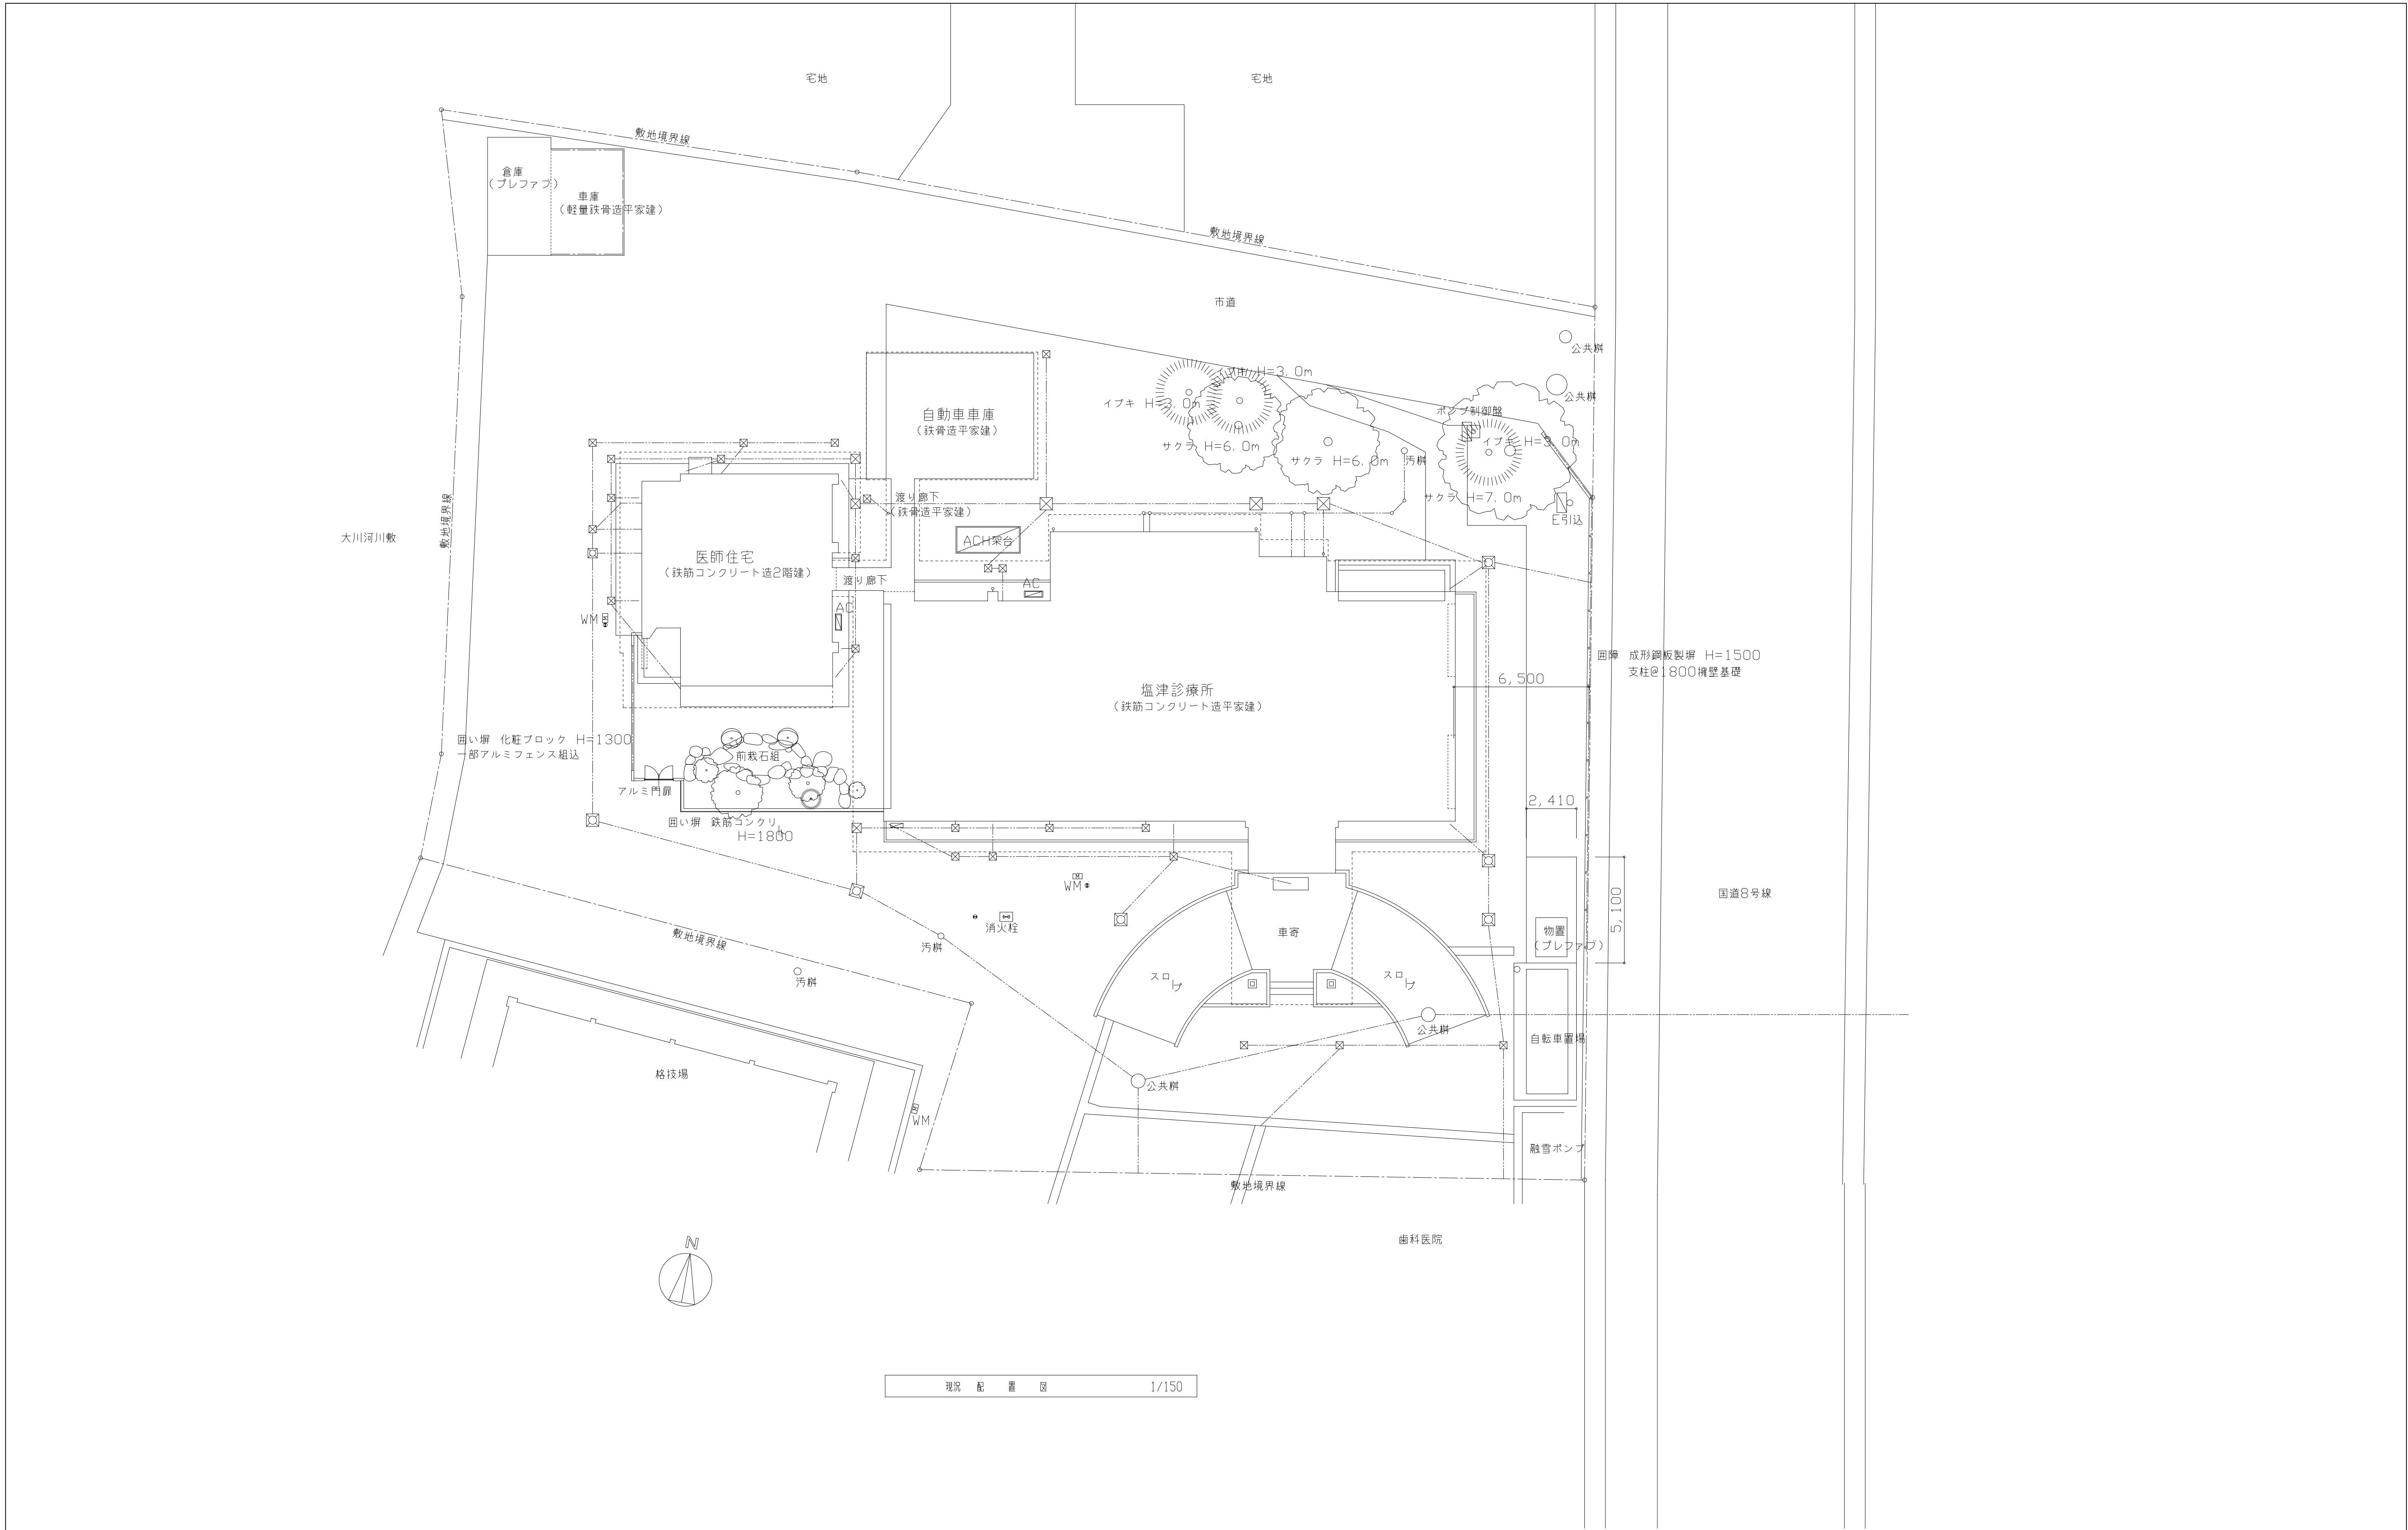 宅地
宅地
敷地境界線
倉庫
(プレファブ)
車庫
(軽量鉄骨造平家建)
敷地境界線
市道
公共桝
イブキ H=3.0m
公共桝
イブキ H=3.0m
自動車車庫
(鉄骨造平家建)
ポンプ制御盤
イブキ H=3.0m
サクラ H=6.0m
サクラ H=6.0m
汚桝
サクラ H=7.0m
渡り廊下
(鉄骨造平家建)
E引込
敷地境界線
大川河川敷
ACH架台
医師住宅
(鉄筋コンクリート造2階建)
渡り廊下
AC
AC
WM
囲障 成形鋼板製塀 H=1500
支柱@1800擁壁基礎
6,500
塩津診療所
(鉄筋コンクリート造平家建)
囲い塀 化粧ブロック H=1300
一部アルミフェンス組込
前栽石組
アルミ門扉
2,410
囲い塀 鉄筋コンクリート
H=1800
WM
5,100
国道8号線
消火栓
車寄
物置
(プレファブ)
敷地境界線
汚桝
汚桝
スロープ
スロープ
公共桝
自転車置場
格技場
公共桝
WM
融雪ポンプ
敷地境界線
歯科医院
N
現況 配 置 図 1/150